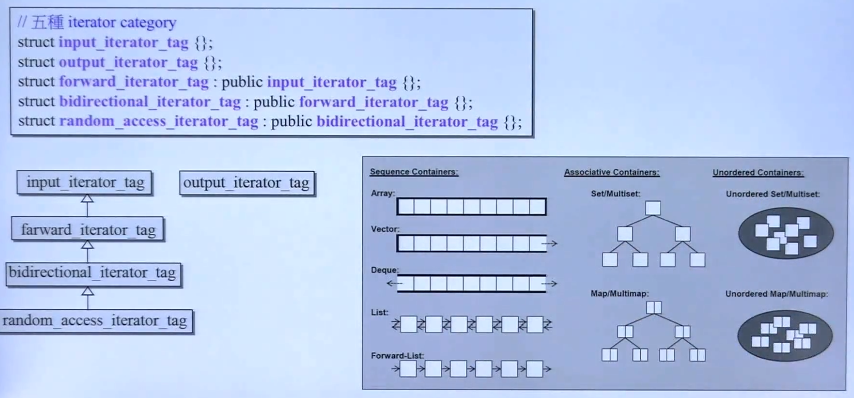 // 五種 iterator category
struct input_iterator_tag {};
struct output_iterator_tag {};
struct forward_iterator_tag : public input_iterator_tag {};
struct bidirectional_iterator_tag : public forward_iterator_tag {};
struct random_access_iterator_tag : public bidirectional_iterator_tag {};
input_iterator_tag
output_iterator_tag
farward_iterator_tag
bidirectional_iterator_tag
random_access_iterator_tag
Sequence Containers:
Array:
Vector:
Deque:
List:
Forward-List:
Associative Containers:
Set/Multiset:
Map/Multimap:
Unordered Containers:
Unordered Set/Multiset:
Unordered Map/Multimap: